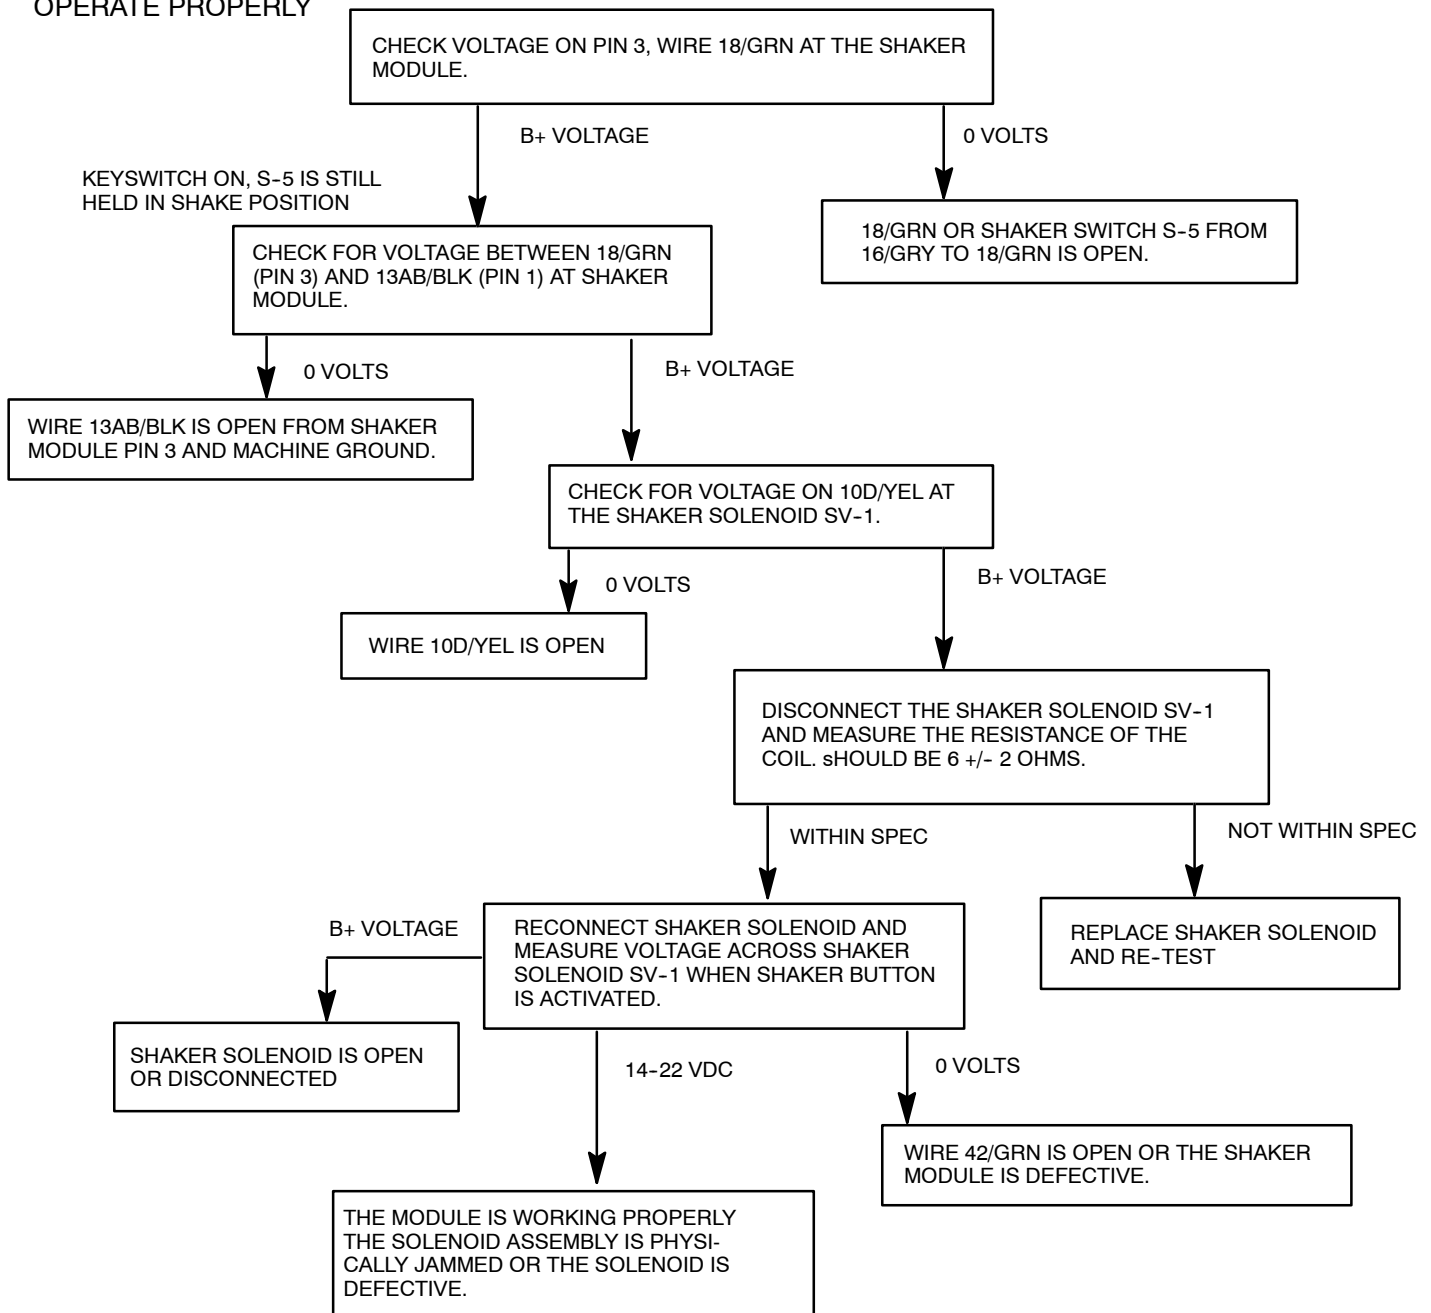 OPERATE PROPERLY
CHECK VOLTAGE ON PIN 3, WIRE 18/GRN AT THE SHAKER
MODULE.
B+ VOLTAGE
0 VOLTS
KEYSWITCH ON, S-5 IS STILL
HELD IN SHAKE POSITION
18/GRN OR SHAKER SWITCH S-5 FROM
16/GRY TO 18/GRN IS OPEN.
CHECK FOR VOLTAGE BETWEEN 18/GRN
(PIN 3) AND 13AB/BLK (PIN 1) AT SHAKER
MODULE.
0 VOLTS
B+ VOLTAGE
WIRE 13AB/BLK IS OPEN FROM SHAKER
MODULE PIN 3 AND MACHINE GROUND.
CHECK FOR VOLTAGE ON 10D/YEL AT
THE SHAKER SOLENOID SV-1.
0 VOLTS
B+ VOLTAGE
WIRE 10D/YEL IS OPEN
DISCONNECT THE SHAKER SOLENOID SV-1
AND MEASURE THE RESISTANCE OF THE
COIL. sHOULD BE 6 +/- 2 OHMS.
WITHIN SPEC
NOT WITHIN SPEC
B+ VOLTAGE
RECONNECT SHAKER SOLENOID AND
MEASURE VOLTAGE ACROSS SHAKER
SOLENOID SV-1 WHEN SHAKER BUTTON
IS ACTIVATED.
REPLACE SHAKER SOLENOID
AND RE-TEST
SHAKER SOLENOID IS OPEN
OR DISCONNECTED
14-22 VDC
0 VOLTS
WIRE 42/GRN IS OPEN OR THE SHAKER
MODULE IS DEFECTIVE.
THE MODULE IS WORKING PROPERLY
THE SOLENOID ASSEMBLY IS PHYSI-
CALLY JAMMED OR THE SOLENOID IS
DEFECTIVE.